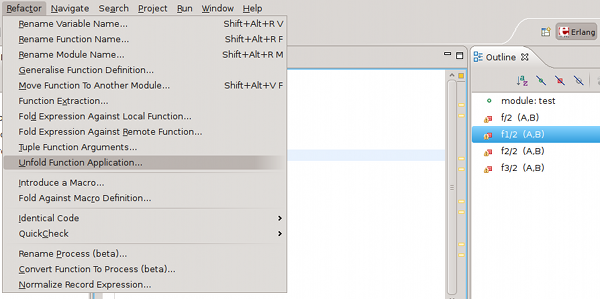 Refactor Navigate Search Project Run Window Help
Rename Variable Name... Shift+Alt+R V
Rename Function Name... Shift+Alt+R F
Rename Module Name... Shift+Alt+R M
Generalise Function Definition...
Move Function To Another Module... Shift+Alt+V F
Function Extraction...
Fold Expression Against Local Function...
Fold Expression Against Remote Function...
Tuple Function Arguments...
Unfold Function Application...
Introduce a Macro...
Fold Against Macro Definition...
Identical Code
QuickCheck
Rename Process (beta)...
Convert Function To Process (beta)...
Normalize Record Expression...
Erlang
Outline
module: test
f/2 (A,B)
f1/2 (A,B)
f2/2 (A,B)
f3/2 (A,B)